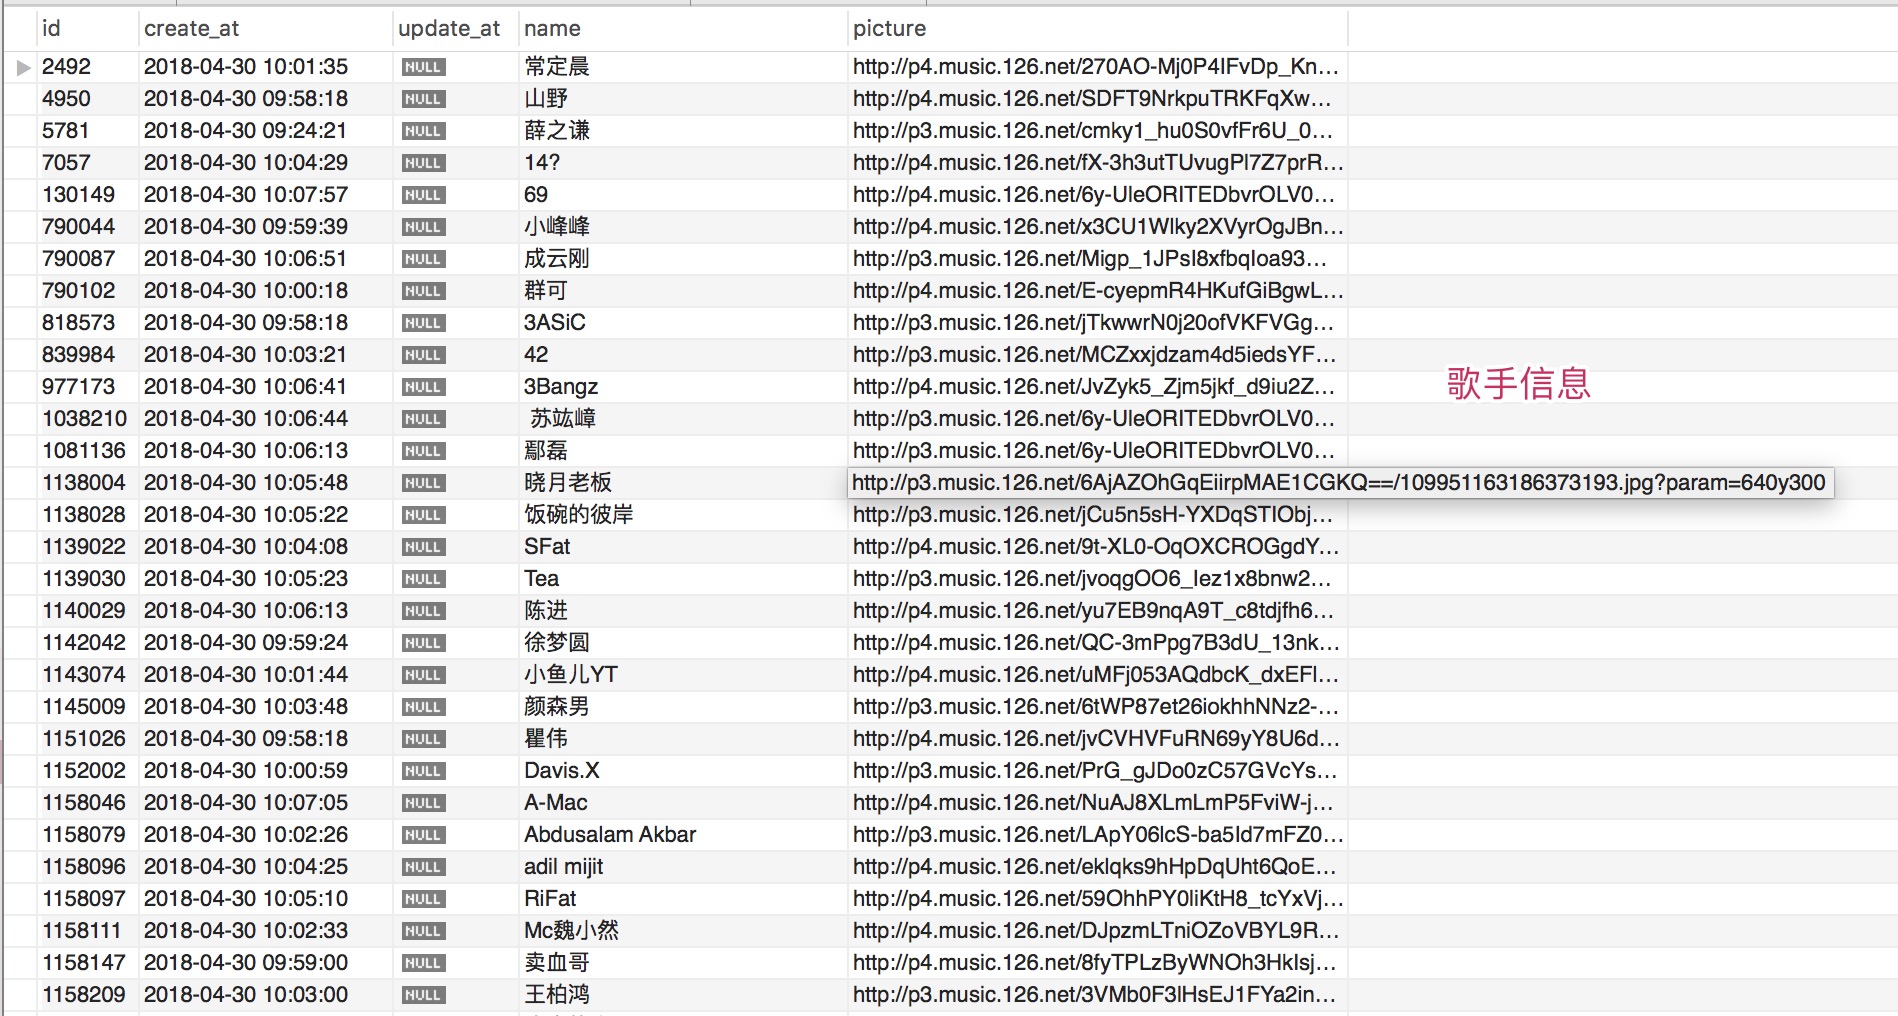 id create_at update_at name picture
2492 2018-04-30 10:01:35 NULL 常定晨 http://p4.music.126.net/270AO-Mj0P4IFvDp_Kn...
4950 2018-04-30 09:58:18 NULL 山野 http://p4.music.126.net/SDFT9NrkpuTRKFqXw...
5781 2018-04-30 09:24:21 NULL 薛之谦 http://p3.music.126.net/cmky1_hu0S0vfFr6U_0...
7057 2018-04-30 10:04:29 NULL 14? http://p4.music.126.net/fX-3h3utTUvugPl7Z7prR...
130149 2018-04-30 10:07:57 NULL 69 http://p4.music.126.net/6y-UleORITEDbvrOLV0...
790044 2018-04-30 09:59:39 NULL 小峰峰 http://p4.music.126.net/x3CU1Wlky2XVyrOgJBn...
790087 2018-04-30 10:06:51 NULL 成云刚 http://p3.music.126.net/Migp_1JPsI8xfbqIoa93...
790102 2018-04-30 10:00:18 NULL 群可 http://p4.music.126.net/E-cyepmR4HKufGiBgwL...
818573 2018-04-30 09:58:18 NULL 3ASiC http://p3.music.126.net/jTkwwrN0j20ofVKFVGg...
839984 2018-04-30 10:03:21 NULL 42 http://p4.music.126.net/MCZxxjdzam4d5iedsYF...
977173 2018-04-30 10:06:41 NULL 3Bangz http://p4.music.126.net/JvZyk5_Zjm5jkf_d9iu2Z...
歌手信息
1038210 2018-04-30 10:06:44 NULL 苏竑嶂 http://p3.music.126.net/6y-UleORITEDbvrOLV0...
1081136 2018-04-30 10:06:13 NULL 鄢磊 http://p3.music.126.net/6y-UleORITEDbvrOLV0...
1138004 2018-04-30 10:05:48 NULL 晓月老板 http://p3.music.126.net/6AjAZOhGqEiirpMAE1CGKQ==/109951163186373193.jpg?param=640y300
1138028 2018-04-30 10:05:22 NULL 饭碗的彼岸 http://p3.music.126.net/jCu5n5sH-YXDqSTIObj...
1139022 2018-04-30 10:04:08 NULL SFat http://p4.music.126.net/9t-XL0-OqOXCROGgdY...
1139030 2018-04-30 10:05:23 NULL Tea http://p3.music.126.net/jvoqgOO6_Iez1x8bnw2...
1140029 2018-04-30 10:06:13 NULL 陈进 http://p4.music.126.net/yu7EB9nqA9T_c8tdjfh6...
1142042 2018-04-30 09:59:24 NULL 徐梦圆 http://p4.music.126.net/QC-3mPpg7B3dU_13nk...
1143074 2018-04-30 10:01:44 NULL 小鱼儿YT http://p4.music.126.net/uMFj053AQdbcK_dxEFl...
1145009 2018-04-30 10:03:48 NULL 颜森男 http://p3.music.126.net/6tWP87et26iokhhNNz2-...
1151026 2018-04-30 09:58:18 NULL 瞿伟 http://p4.music.126.net/jvCVHVFuRN69yY8U6d...
1152002 2018-04-30 10:00:59 NULL Davis.X http://p3.music.126.net/PrG_gJDo0zC57GVcYs...
1158046 2018-04-30 10:07:05 NULL A-Mac http://p4.music.126.net/NuAJ8XLmLmP5FviW-j...
1158079 2018-04-30 10:02:26 NULL Abdusalam Akbar http://p3.music.126.net/LApY06lcS-ba5Id7mFZ0...
1158096 2018-04-30 10:04:25 NULL adil mijit http://p4.music.126.net/eklqks9hHpDqUht6QoE...
1158097 2018-04-30 10:05:10 NULL RiFat http://p4.music.126.net/59OhhPY0liKtH8_tcYxVj...
1158111 2018-04-30 10:02:33 NULL Mc魏小然 http://p4.music.126.net/DJpzmLTniOZoVBYL9R...
1158147 2018-04-30 09:59:00 NULL 卖血哥 http://p4.music.126.net/8fyTPLzByWNOh3HkIsj...
1158209 2018-04-30 10:03:00 NULL 王柏鸿 http://p4.music.126.net/3VMb0F3lHsEJ1FYa2in...